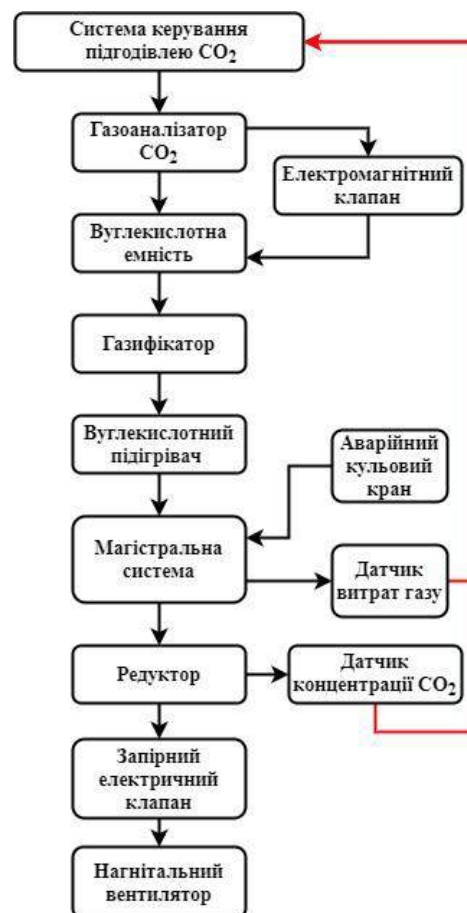 Система керування
підгодівлею CO₂
Газоаналізатор
CO₂
Електромагнітний
клапан
Вуглекислотна
емність
Газифікатор
Вуглекислотний
підігрівач
Аварійний
кульовий
кран
Магістральна
система
Датчик
витрат газу
Редуктор
Датчик
концентрації CO₂
Запірний
електричний
клапан
Нагнітальний
вентилятор